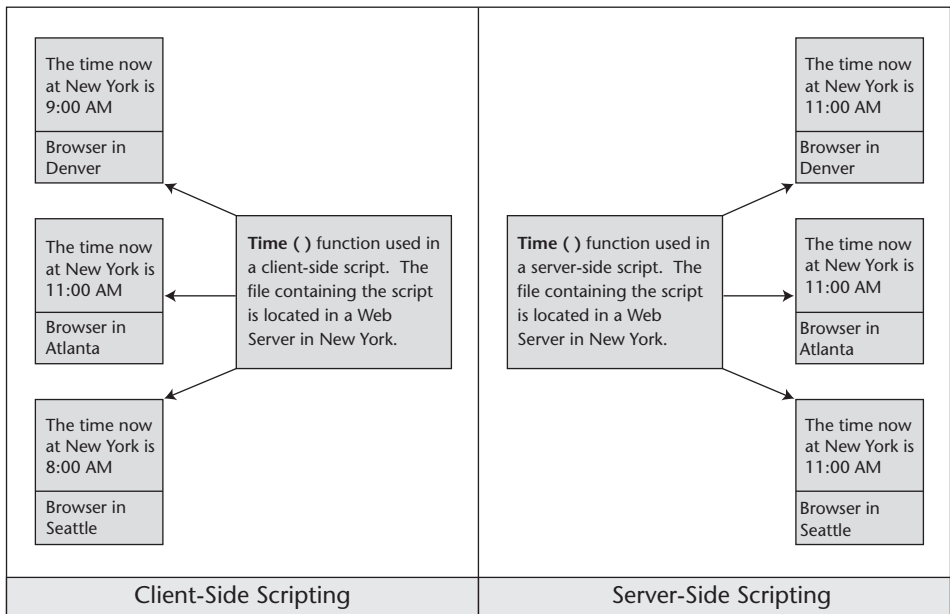 The time now
at New York is
9:00 AM
Browser in
Denver
The time now
at New York is
11:00 AM
Browser in
Atlanta
The time now
at New York is
8:00 AM
Browser in
Seattle
Time ( ) function used in
a client-side script. The
file containing the script
is located in a Web
Server in New York.
Client-Side Scripting
Time ( ) function used in
a server-side script. The
file containing the script
is located in a Web
Server in New York.
The time now
at New York is
11:00 AM
Browser in
Denver
The time now
at New York is
11:00 AM
Browser in
Atlanta
The time now
at New York is
11:00 AM
Browser in
Seattle
Server-Side Scripting